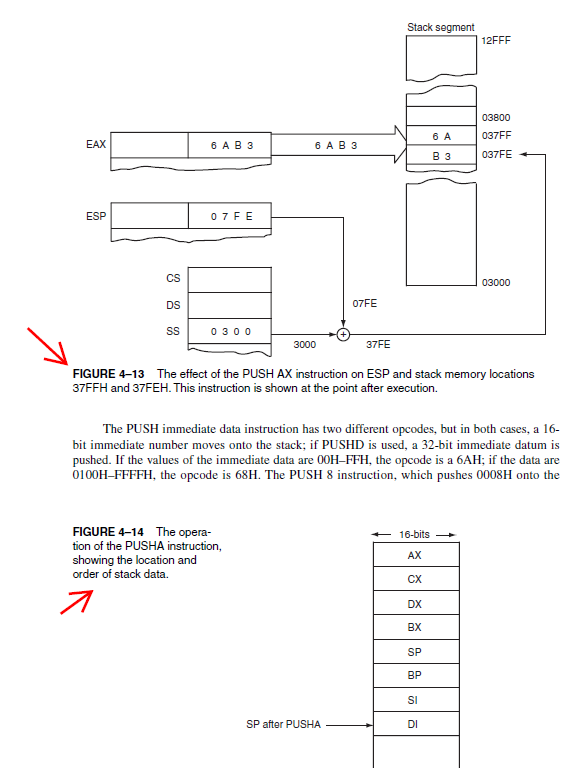 Stack segment
12FFF
03800
6 A 037FF
EAX 6 A B 3 6 A B 3
B 3 037FE
ESP 0 7 F E
CS
03000
DS 07FE
SS 0 3 0 0
3000 37FE
FIGURE 4–13 The effect of the PUSH AX instruction on ESP and stack memory locations
37FFH and 37FEH. This instruction is shown at the point after execution.
The PUSH immediate data instruction has two different opcodes, but in both cases, a 16-
bit immediate number moves onto the stack; if PUSHD is used, a 32-bit immediate datum is
pushed. If the values of the immediate data are 00H–FFH, the opcode is a 6AH; if the data are
0100H–FFFFH, the opcode is 68H. The PUSH 8 instruction, which pushes 0008H onto the
FIGURE 4–14 The opera-
tion of the PUSHA instruction,
showing the location and
order of stack data.
16-bits
AX
CX
DX
BX
SP
BP
SI
SP after PUSHA DI